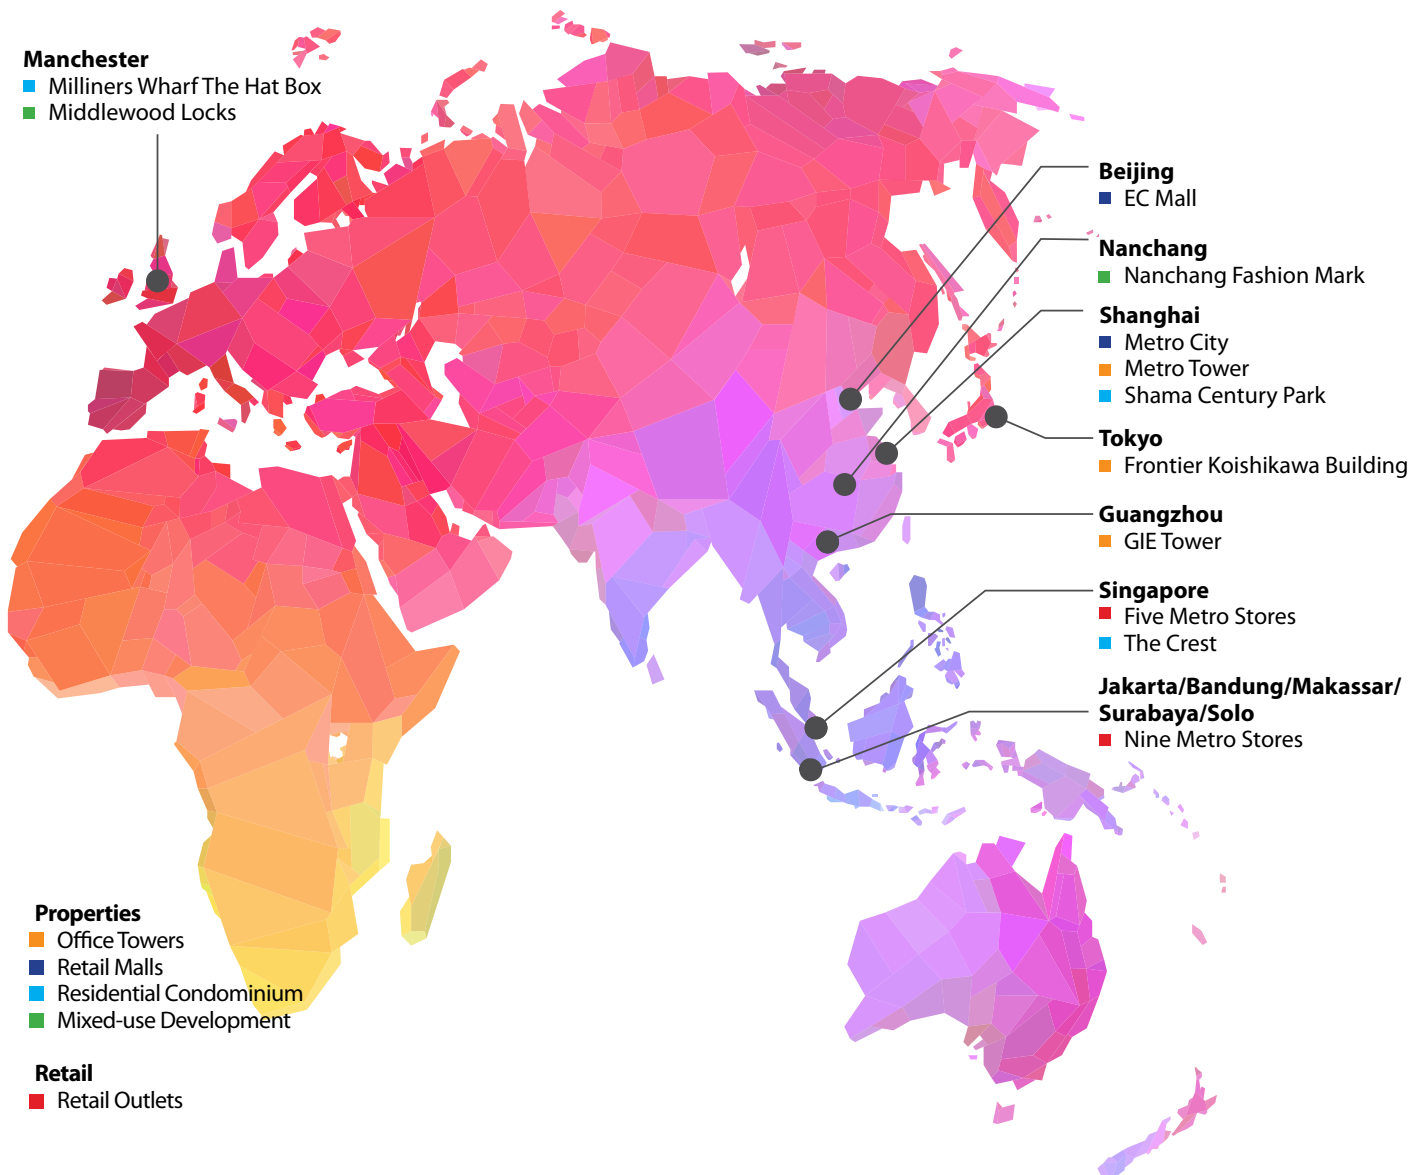 Manchester
Milliners Wharf The Hat Box
Middlewood Locks
Beijing
EC Mall
Nanchang
Nanchang Fashion Mark
Shanghai
Metro City
Metro Tower
Shama Century Park
Tokyo
Frontier Koishikawa Building
Guangzhou
GIE Tower
Singapore
Five Metro Stores
The Crest
Jakarta/Bandung/Makassar/
Surabaya/Solo
Nine Metro Stores
Properties
Office Towers
Retail Malls
Residential Condominium
Mixed-use Development
Retail
Retail Outlets